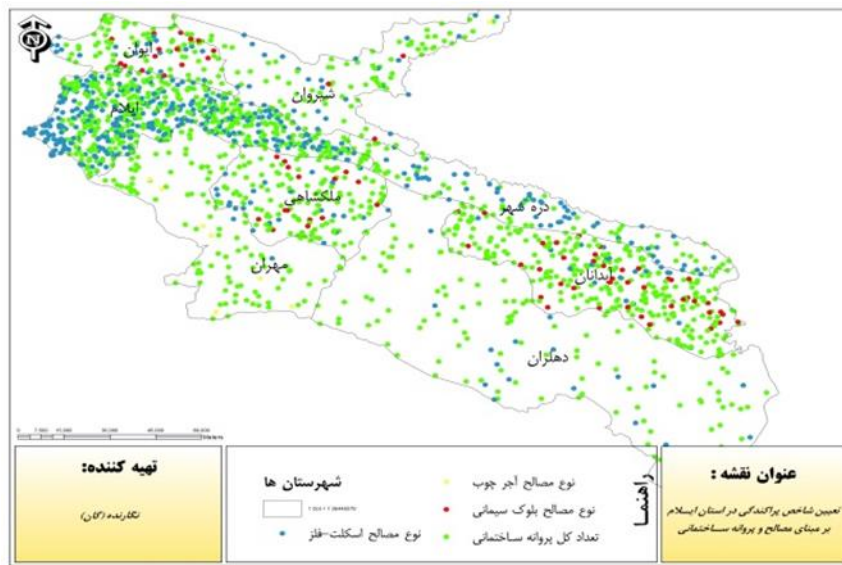 N
ایوان
شیروان
ایلام
ملکشاهی
دره شهر
مهران
آبدانان
دهلران
عنوان نقشه :
تعیین شاخص پراکندگی در استان ایسلام
بر مبنای مصالح و پروانه ساختمانی
راهنما
نوع مصالح آجر چوب
نوع مصالح بلوک سیمانی
تعداد کل پروانه ساختمانی
شهرستان ها
نوع مصالح اسکلت-فلز
تهیه کننده:
نگارنده (گان)